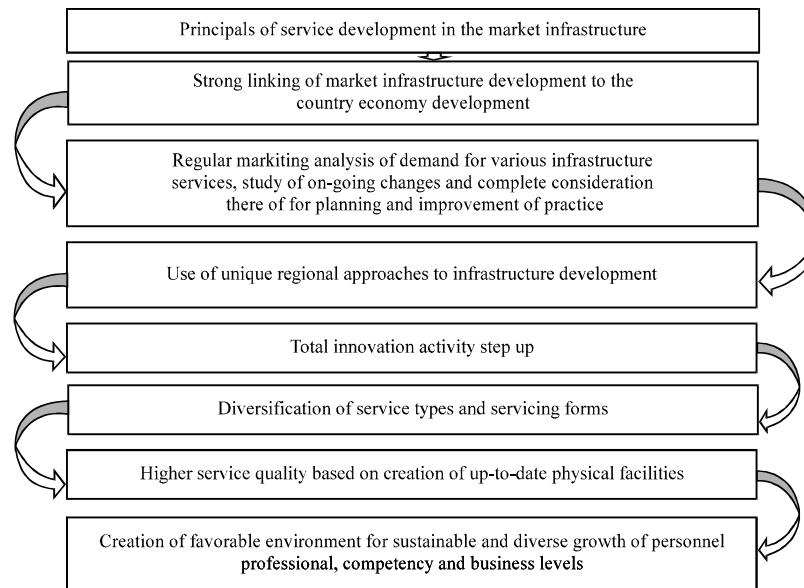 Principals of service development in the market infrastructure
Strong linking of market infrastructure development to the
country economy development
Regular markiting analysis of demand for various infrastructure
services, study of on-going changes and complete consideration
there of for planning and improvement of practice
Use of unique regional approaches to infrastructure development
Total innovation activity step up
Diversification of service types and servicing forms
Higher service quality based on creation of up-to-date physical facilities
Creation of favorable environment for sustainable and diverse growth of personnel
professional, competency and business levels